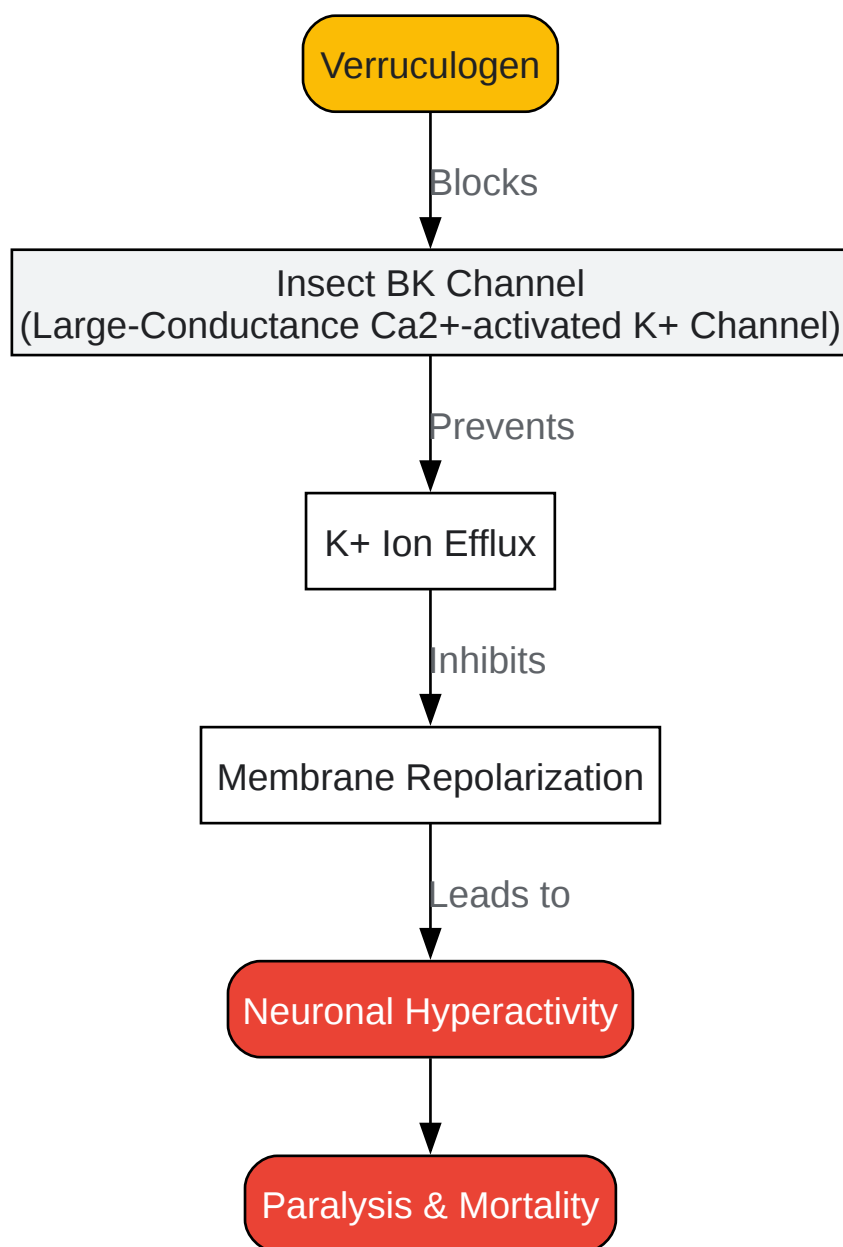 Verruculogen
Blocks
Insect BK Channel
(Large-Conductance Ca2+-activated K+ Channel)
Prevents
K+ Ion Efflux
Inhibits
Membrane Repolarization
Leads to
Neuronal Hyperactivity
Paralysis & Mortality